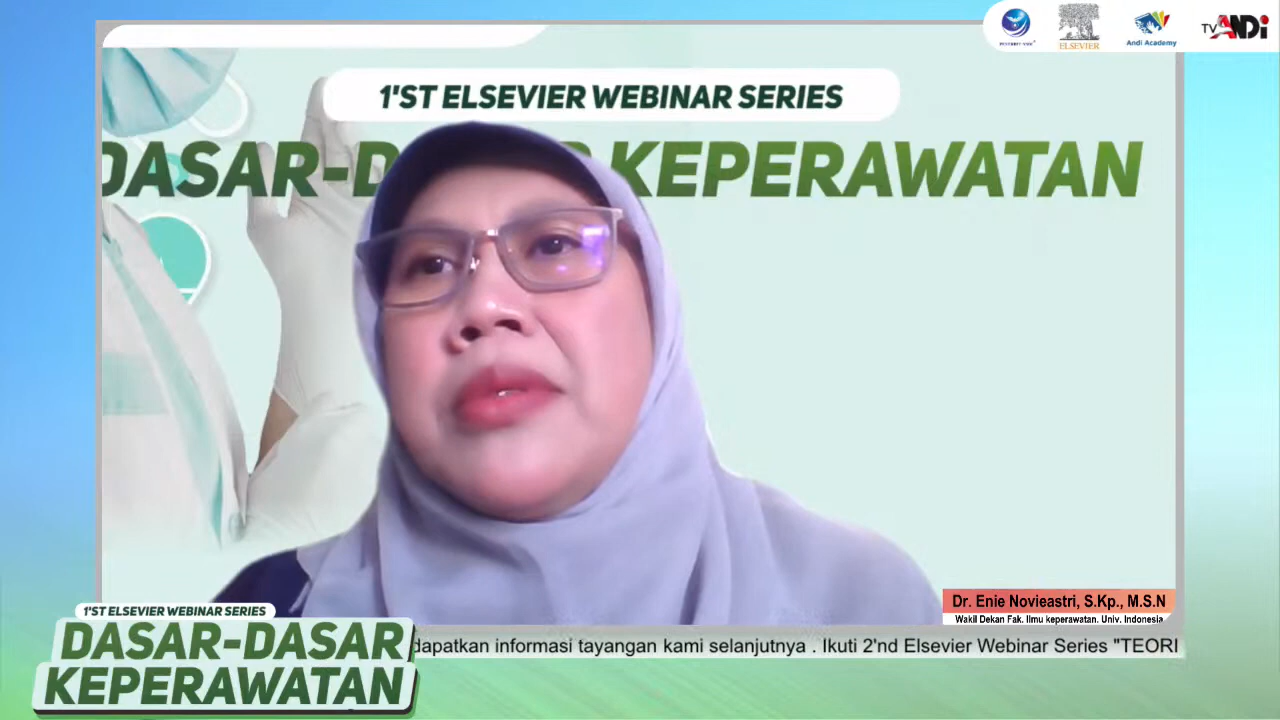 ELSEVIER
Andi Academy
TV ANDi
1'ST ELSEVIER WEBINAR SERIES
DASAR-D KEPERAWATAN
Dr. Enie Novieastri, S.Kp., M.S.N
Wakil Dekan Fak. Ilmu keperawatan. Univ. Indonesia
1'ST ELSEVIER WEBINAR SERIES
DASAR-DASAR
KEPERAWATAN
dapatkan informasi tayangan kami selanjutnya . Ikuti 2'nd Elsevier Webinar Series "TEORI